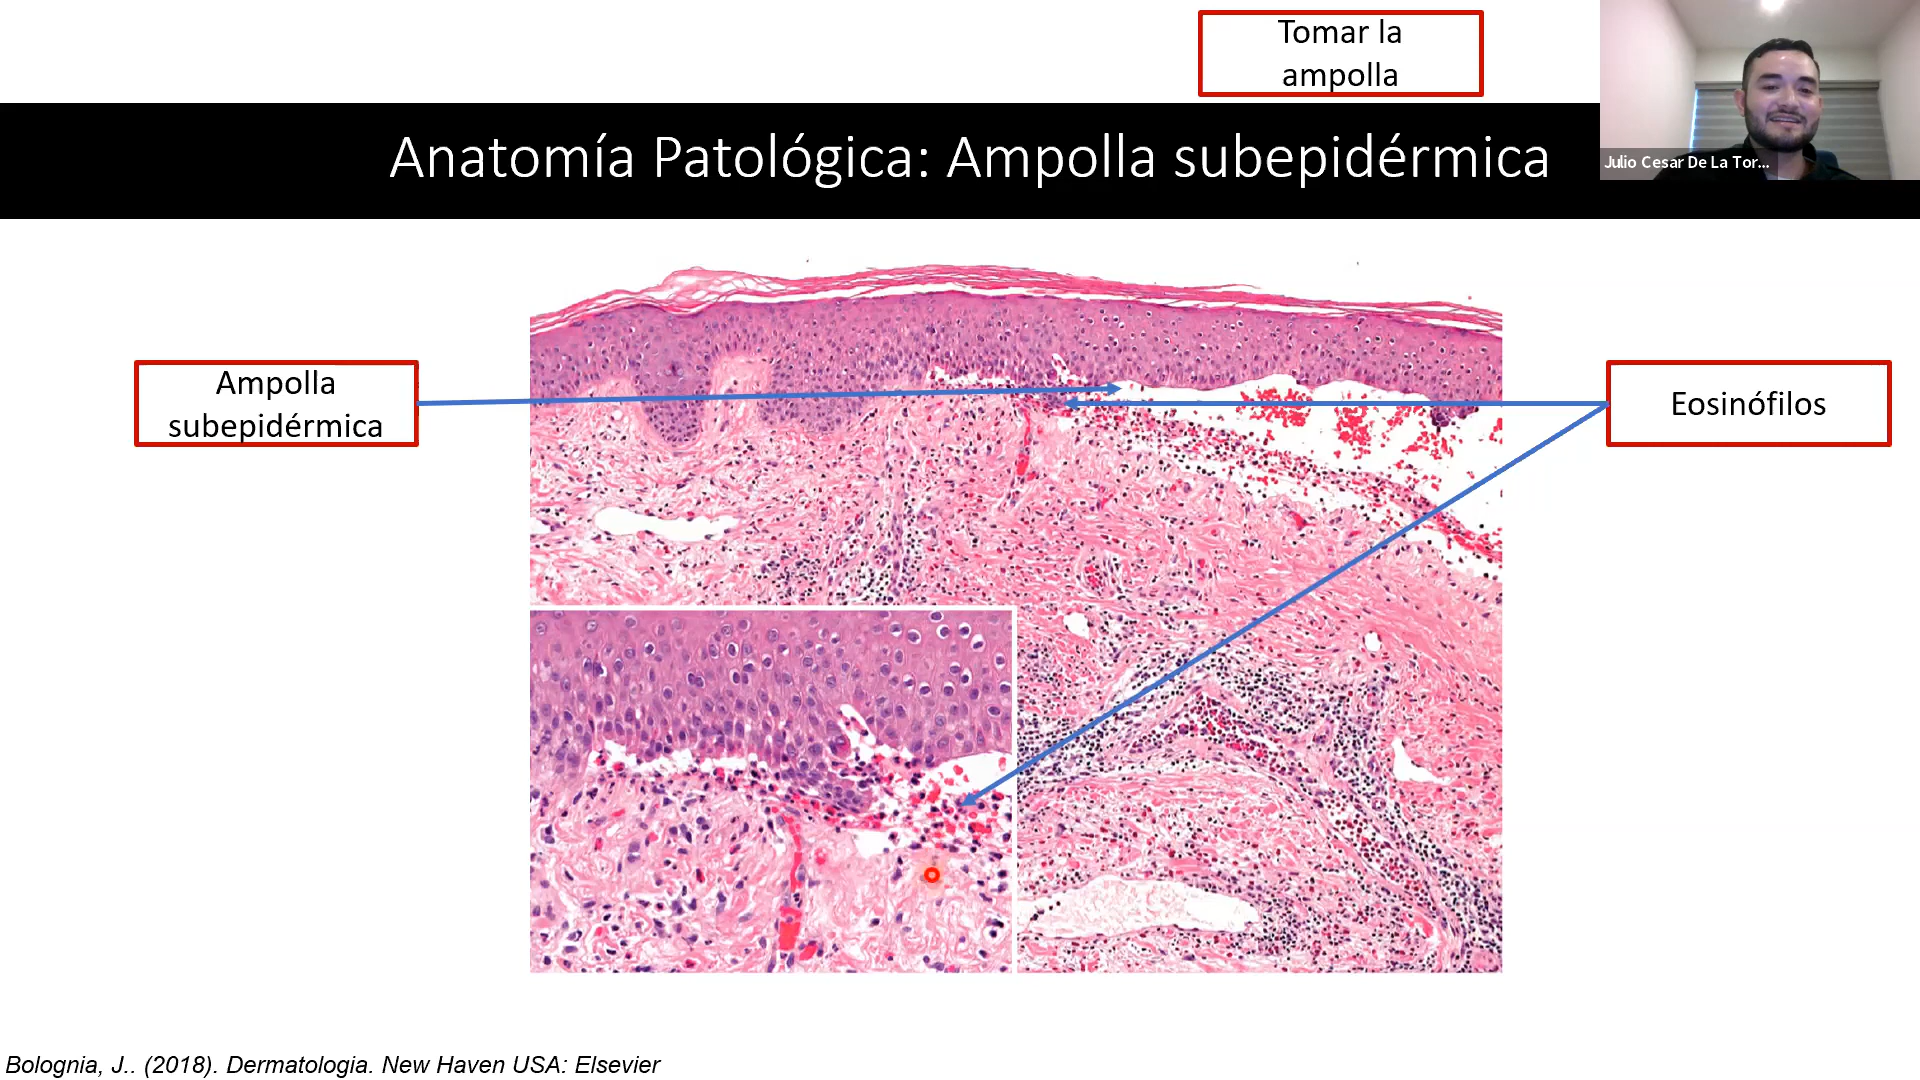 Tomar la
ampolla
Julio Cesar De La Tor...
Anatomía Patológica: Ampolla subepidérmica
Ampolla
subepidérmica
Eosinófilos
Bolognia, J.. (2018). Dermatologia. New Haven USA: Elsevier